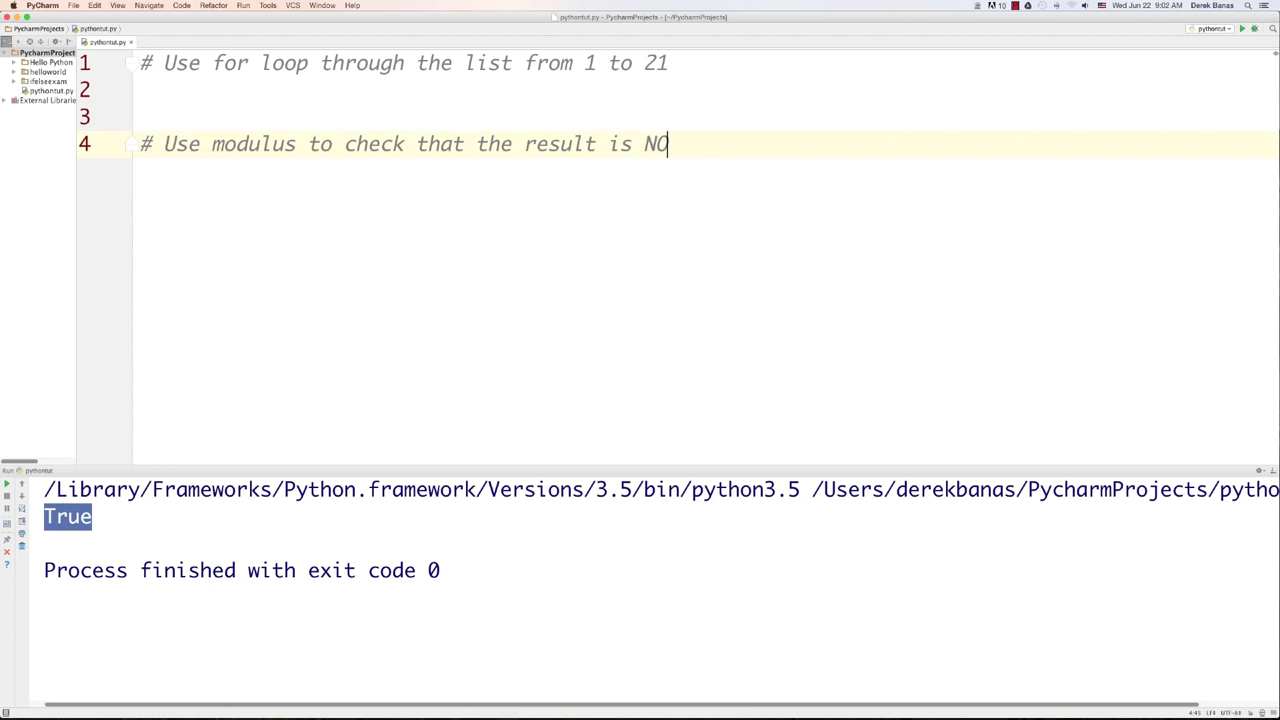 PyCharm File Edit View Navigate Code Refactor Run Tools VCS Window Help 10 Wed Jun 22 9:02 AM Derek Banas
pythontut.py - PycharmProjects - [~/PycharmProjects]
PycharmProjects pythontut.py pythontut
pythontut.py
PycharmProject
Hello Python
helloworld
ifelseexam
pythontut.py
External Librarie
1 # Use for loop through the list from 1 to 21
2
3
4 # Use modulus to check that the result is NO
Run pythontut
/Library/Frameworks/Python.framework/Versions/3.5/bin/python3.5 /Users/derekbanas/PycharmProjects/pytho
True
Process finished with exit code 0
4:45 LF÷ UTF-8÷